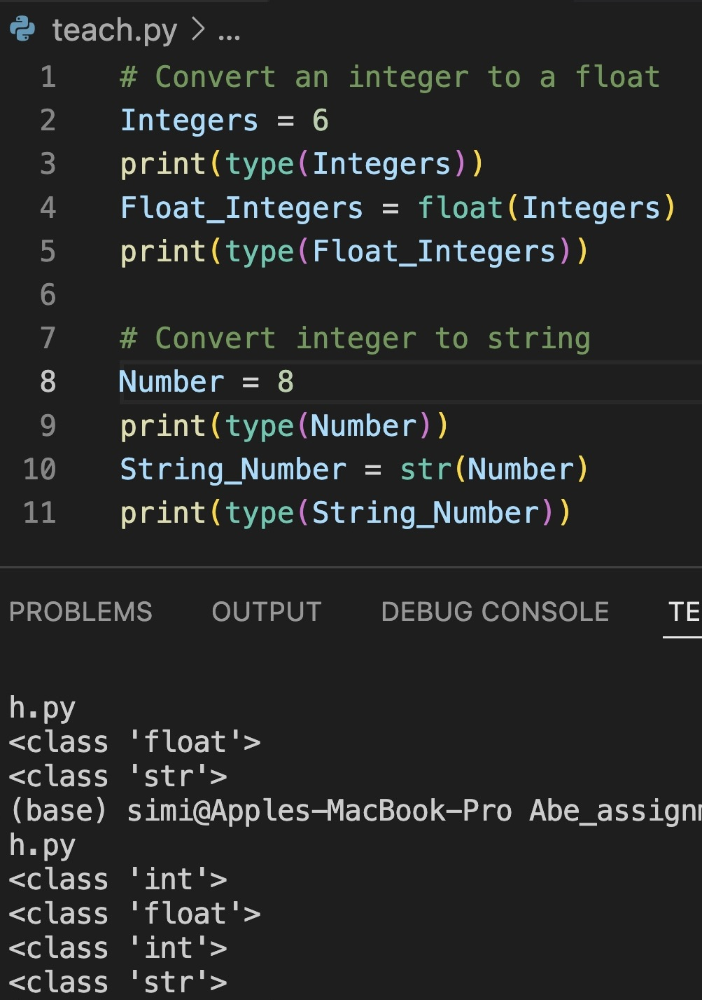 teach.py > ...
1 # Convert an integer to a float
2 Integers = 6
3 print(type(Integers))
4 Float_Integers = float(Integers)
5 print(type(Float_Integers))
6
7 # Convert integer to string
8 Number = 8
9 print(type(Number))
10 String_Number = str(Number)
11 print(type(String_Number))
PROBLEMS OUTPUT DEBUG CONSOLE TE
h.py
<class 'float'>
<class 'str'>
(base) simi@Apples-MacBook-Pro Abe_assignm
h.py
<class 'int'>
<class 'float'>
<class 'int'>
<class 'str'>